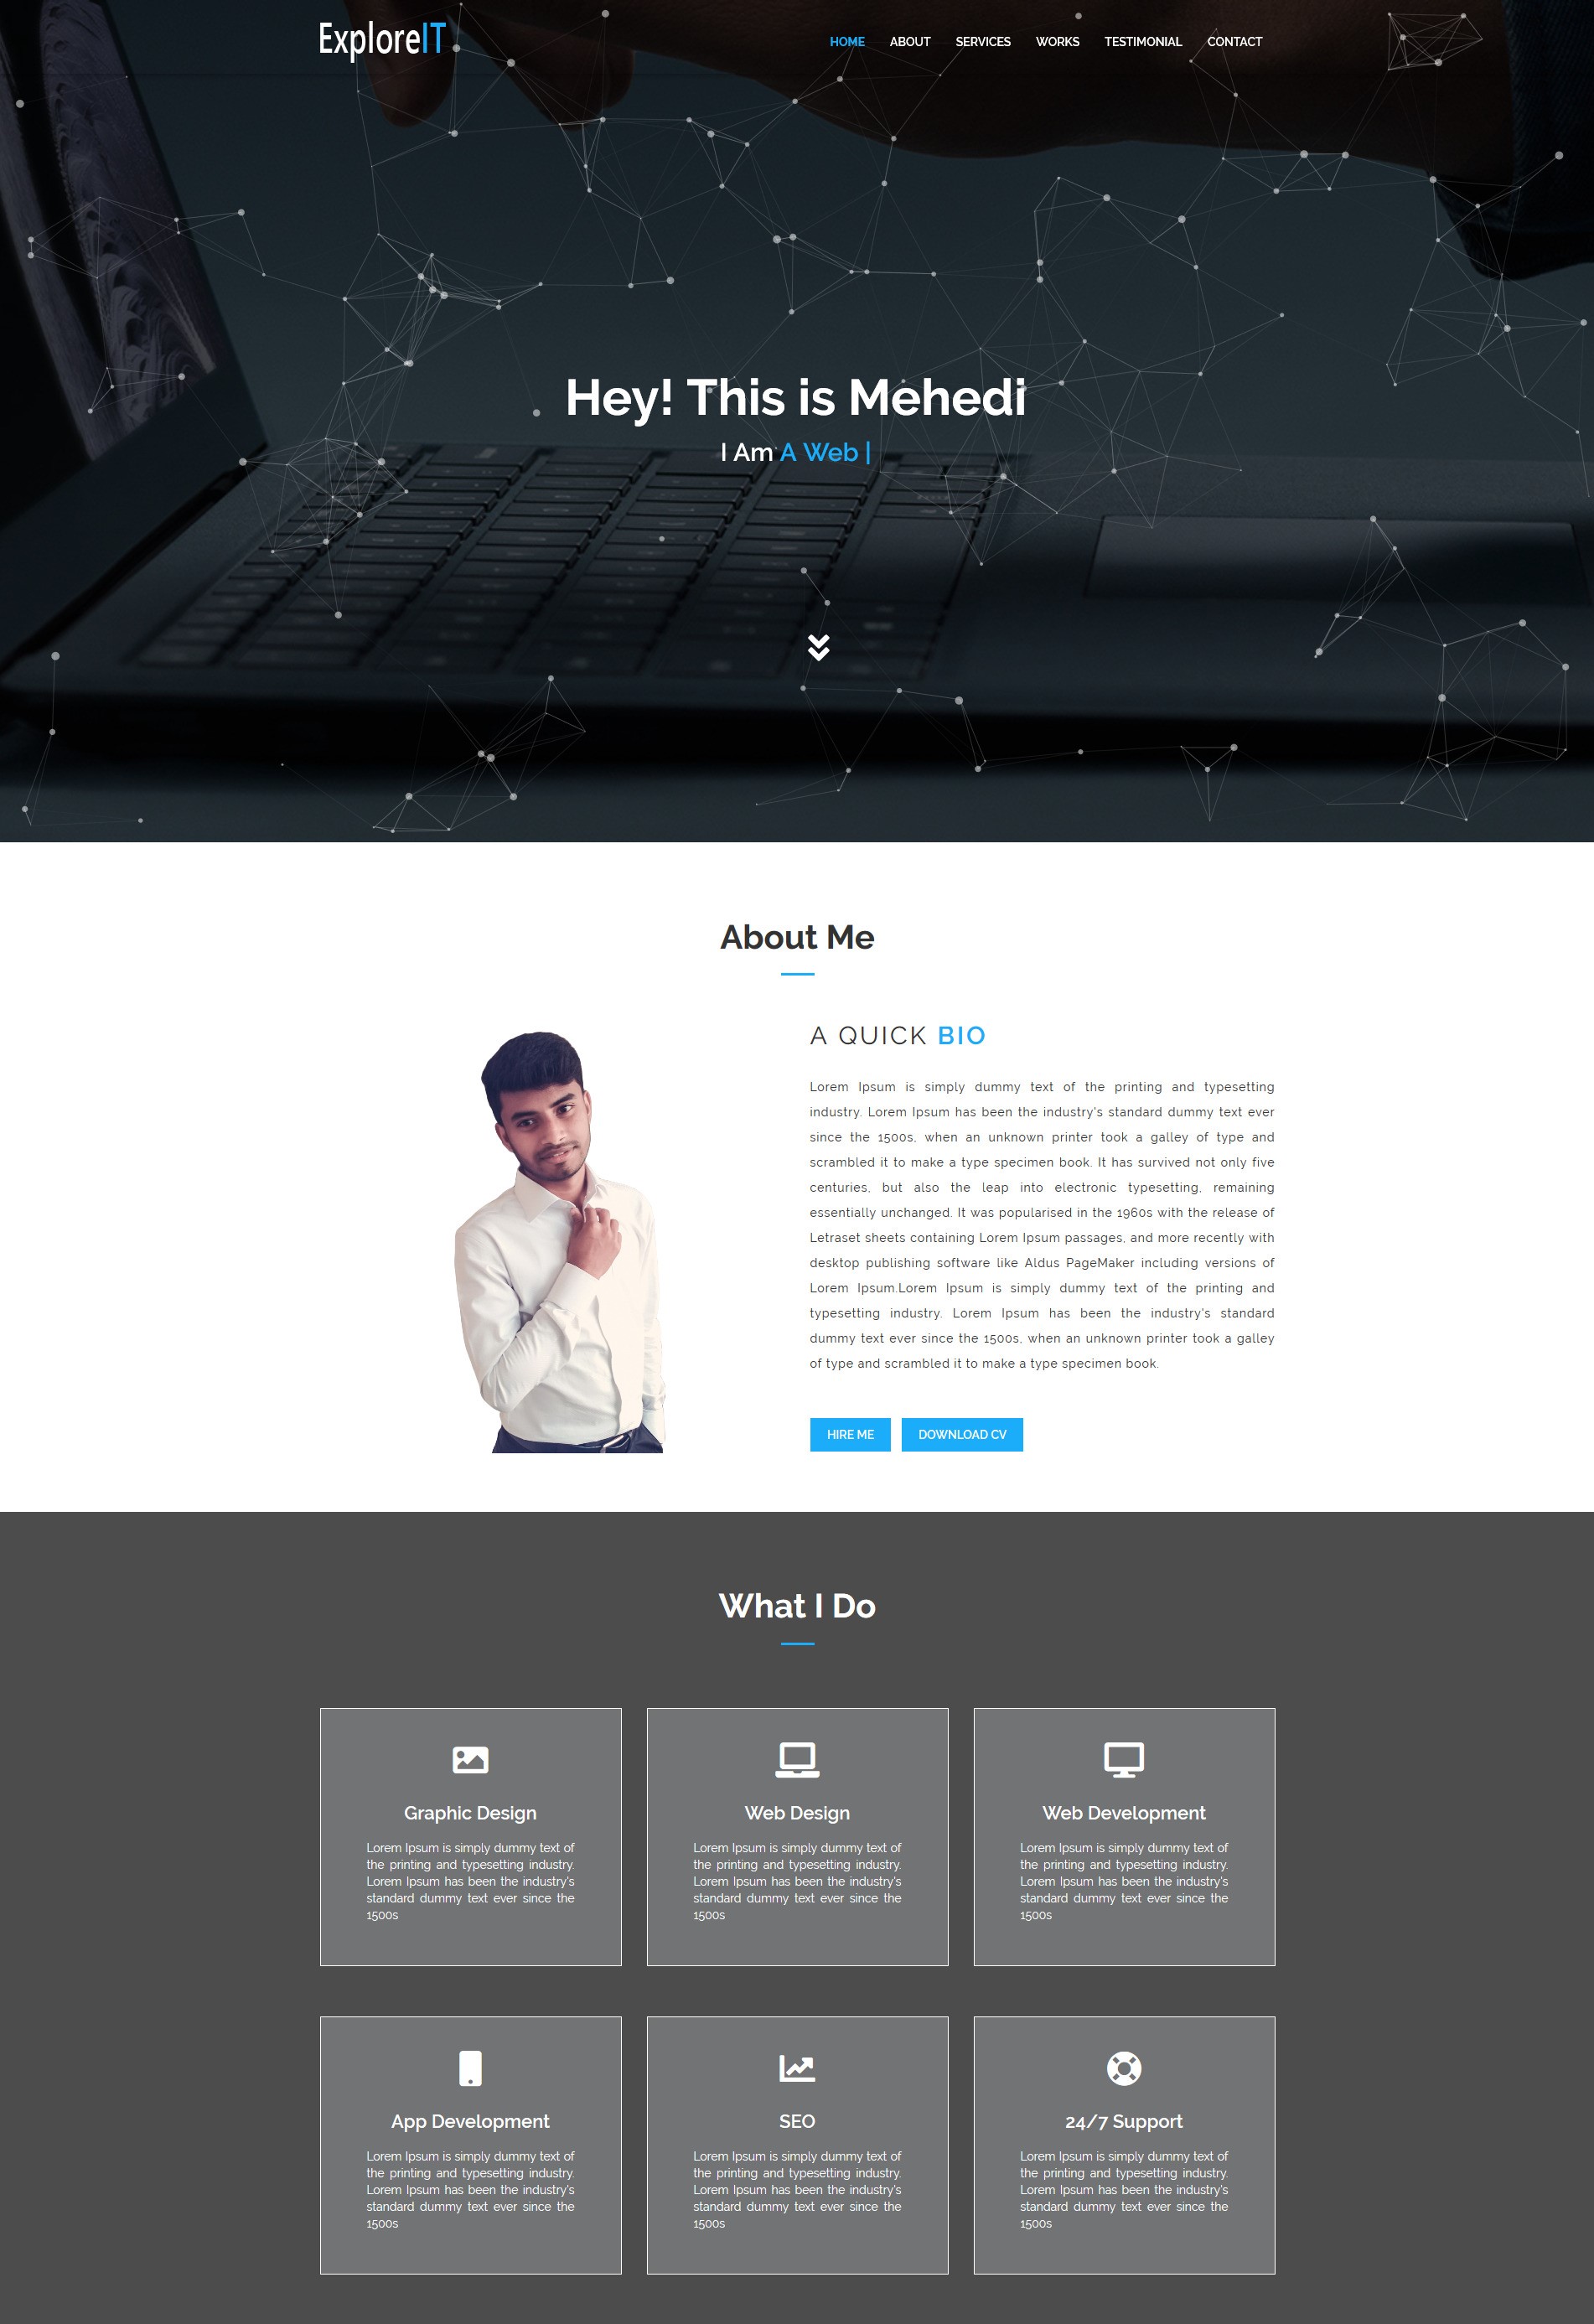 ExploreIT
HOME ABOUT SERVICES WORKS TESTIMONIAL CONTACT
Hey! This is Mehedi
I Am A Web |
About Me
A QUICK BIO
Lorem Ipsum is simply dummy text of the printing and typesetting
industry. Lorem Ipsum has been the industry's standard dummy text ever
since the 1500s, when an unknown printer took a galley of type and
scrambled it to make a type specimen book. It has survived not only five
centuries, but also the leap into electronic typesetting, remaining
essentially unchanged. It was popularised in the 1960s with the release of
Letraset sheets containing Lorem Ipsum passages, and more recently with
desktop publishing software like Aldus PageMaker including versions of
Lorem Ipsum.Lorem Ipsum is simply dummy text of the printing and
typesetting industry. Lorem Ipsum has been the industry's standard
dummy text ever since the 1500s, when an unknown printer took a galley
of type and scrambled it to make a type specimen book.
HIRE ME DOWNLOAD CV
What I Do
Graphic Design
Lorem Ipsum is simply dummy text of
the printing and typesetting industry.
Lorem Ipsum has been the industry's
standard dummy text ever since the
1500s
Web Design
Lorem Ipsum is simply dummy text of
the printing and typesetting industry.
Lorem Ipsum has been the industry's
standard dummy text ever since the
1500s
Web Development
Lorem Ipsum is simply dummy text of
the printing and typesetting industry.
Lorem Ipsum has been the industry's
standard dummy text ever since the
1500s
App Development
Lorem Ipsum is simply dummy text of
the printing and typesetting industry.
Lorem Ipsum has been the industry's
standard dummy text ever since the
1500s
SEO
Lorem Ipsum is simply dummy text of
the printing and typesetting industry.
Lorem Ipsum has been the industry's
standard dummy text ever since the
1500s
24/7 Support
Lorem Ipsum is simply dummy text of
the printing and typesetting industry.
Lorem Ipsum has been the industry's
standard dummy text ever since the
1500s